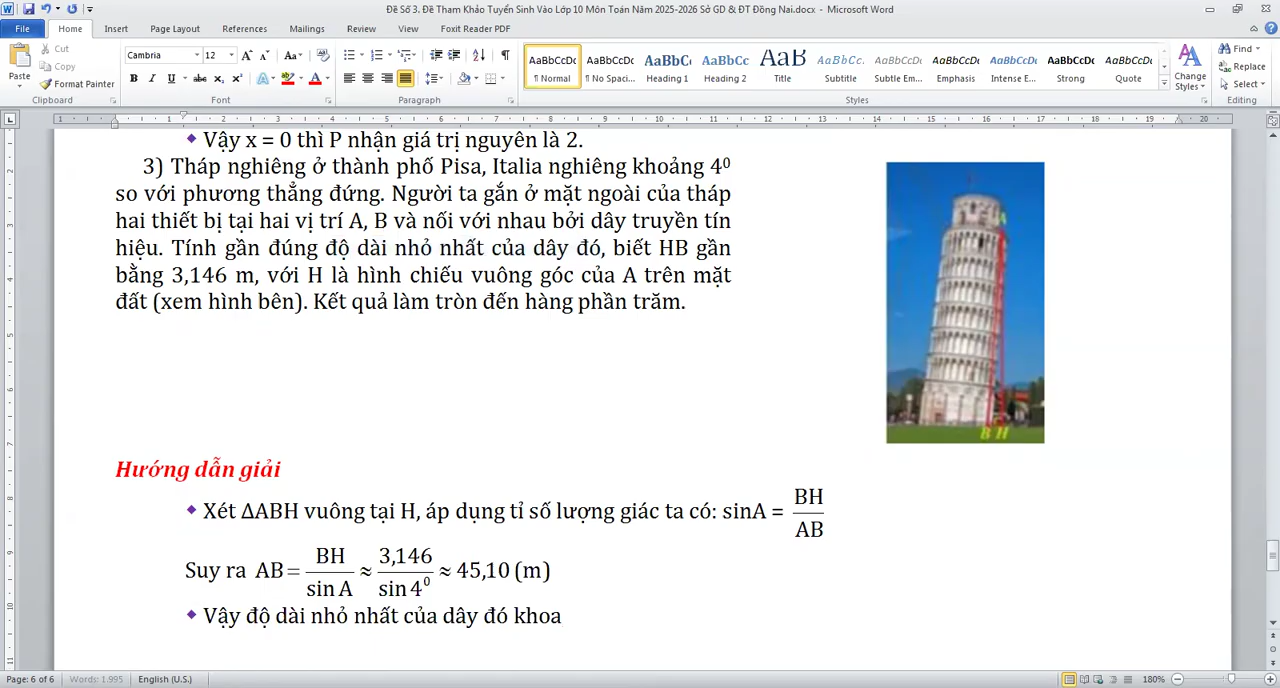 Đề Số 3. Đề Tham Khảo Tuyển Sinh Vào Lớp 10 Môn Toán Năm 2025-2026 Sở GD & ĐT Đồng Nai.docx - Microsoft Word
File Home Insert Page Layout References Mailings Review View Foxit Reader PDF
Paste
Cut
Copy
Format Painter
Clipboard
Cambria 12
Font
Paragraph
AaBbCcDc AaBbCcDc AaBbC( AaBbCc AaB AaBbCc. AaBbCcDc AaBbCcDc AaBbCcDc AaBbCcDc AaBbCcDc
¶ Normal ¶ No Spaci... Heading 1 Heading 2 Title Subtitle Subtle Em... Emphasis Intense E... Strong Quote
Styles
Change Styles
Find
Replace
Select
Editing
◆ Vậy x = 0 thì P nhận giá trị nguyên là 2.
3) Tháp nghiêng ở thành phố Pisa, Italia nghiêng khoảng 4⁰
so với phương thẳng đứng. Người ta gắn ở mặt ngoài của tháp
hai thiết bị tại hai vị trí A, B và nối với nhau bởi dây truyền tín
hiệu. Tính gần đúng độ dài nhỏ nhất của dây đó, biết HB gần
bằng 3,146 m, với H là hình chiếu vuông góc của A trên mặt
đất (xem hình bên). Kết quả làm tròn đến hàng phần trăm.
A
B H
Hướng dẫn giải
◆ Xét ΔABH vuông tại H, áp dụng tỉ số lượng giác ta có: sinA = BH/AB
Suy ra AB = BH/sin A ≈ 3,146/sin 4⁰ ≈ 45,10 (m)
◆ Vậy độ dài nhỏ nhất của dây đó khoa
Page: 6 of 6 Words: 1.995 English (U.S.) 180%